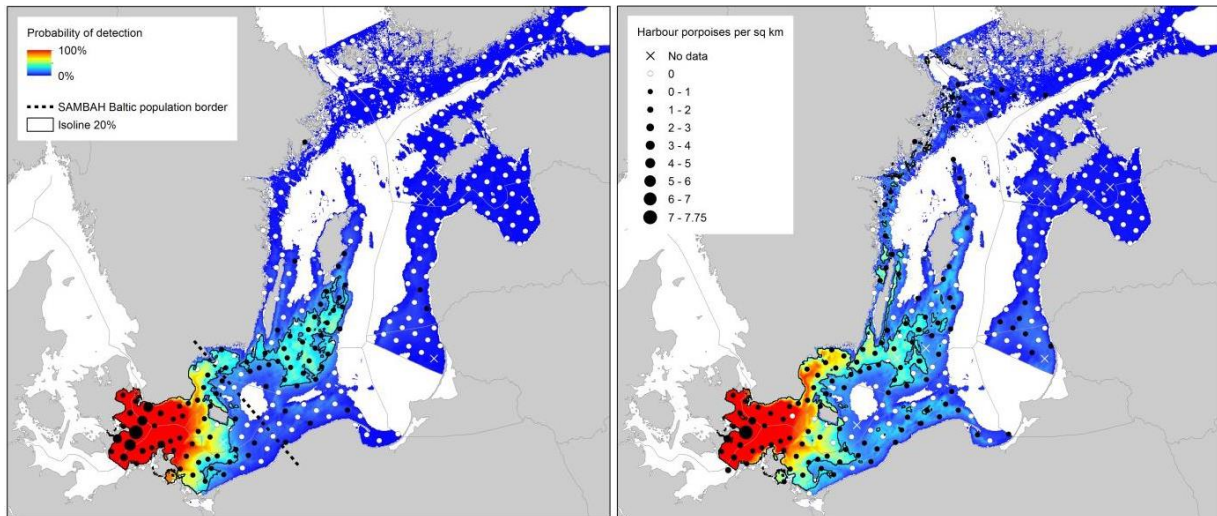 Probability of detection
100%
0%
SAMBAH Baltic population border
Isoline 20%
Harbour porpoises per sq km
No data
0
0 - 1
1 - 2
2 - 3
3 - 4
4 - 5
5 - 6
6 - 7
7 - 7.75